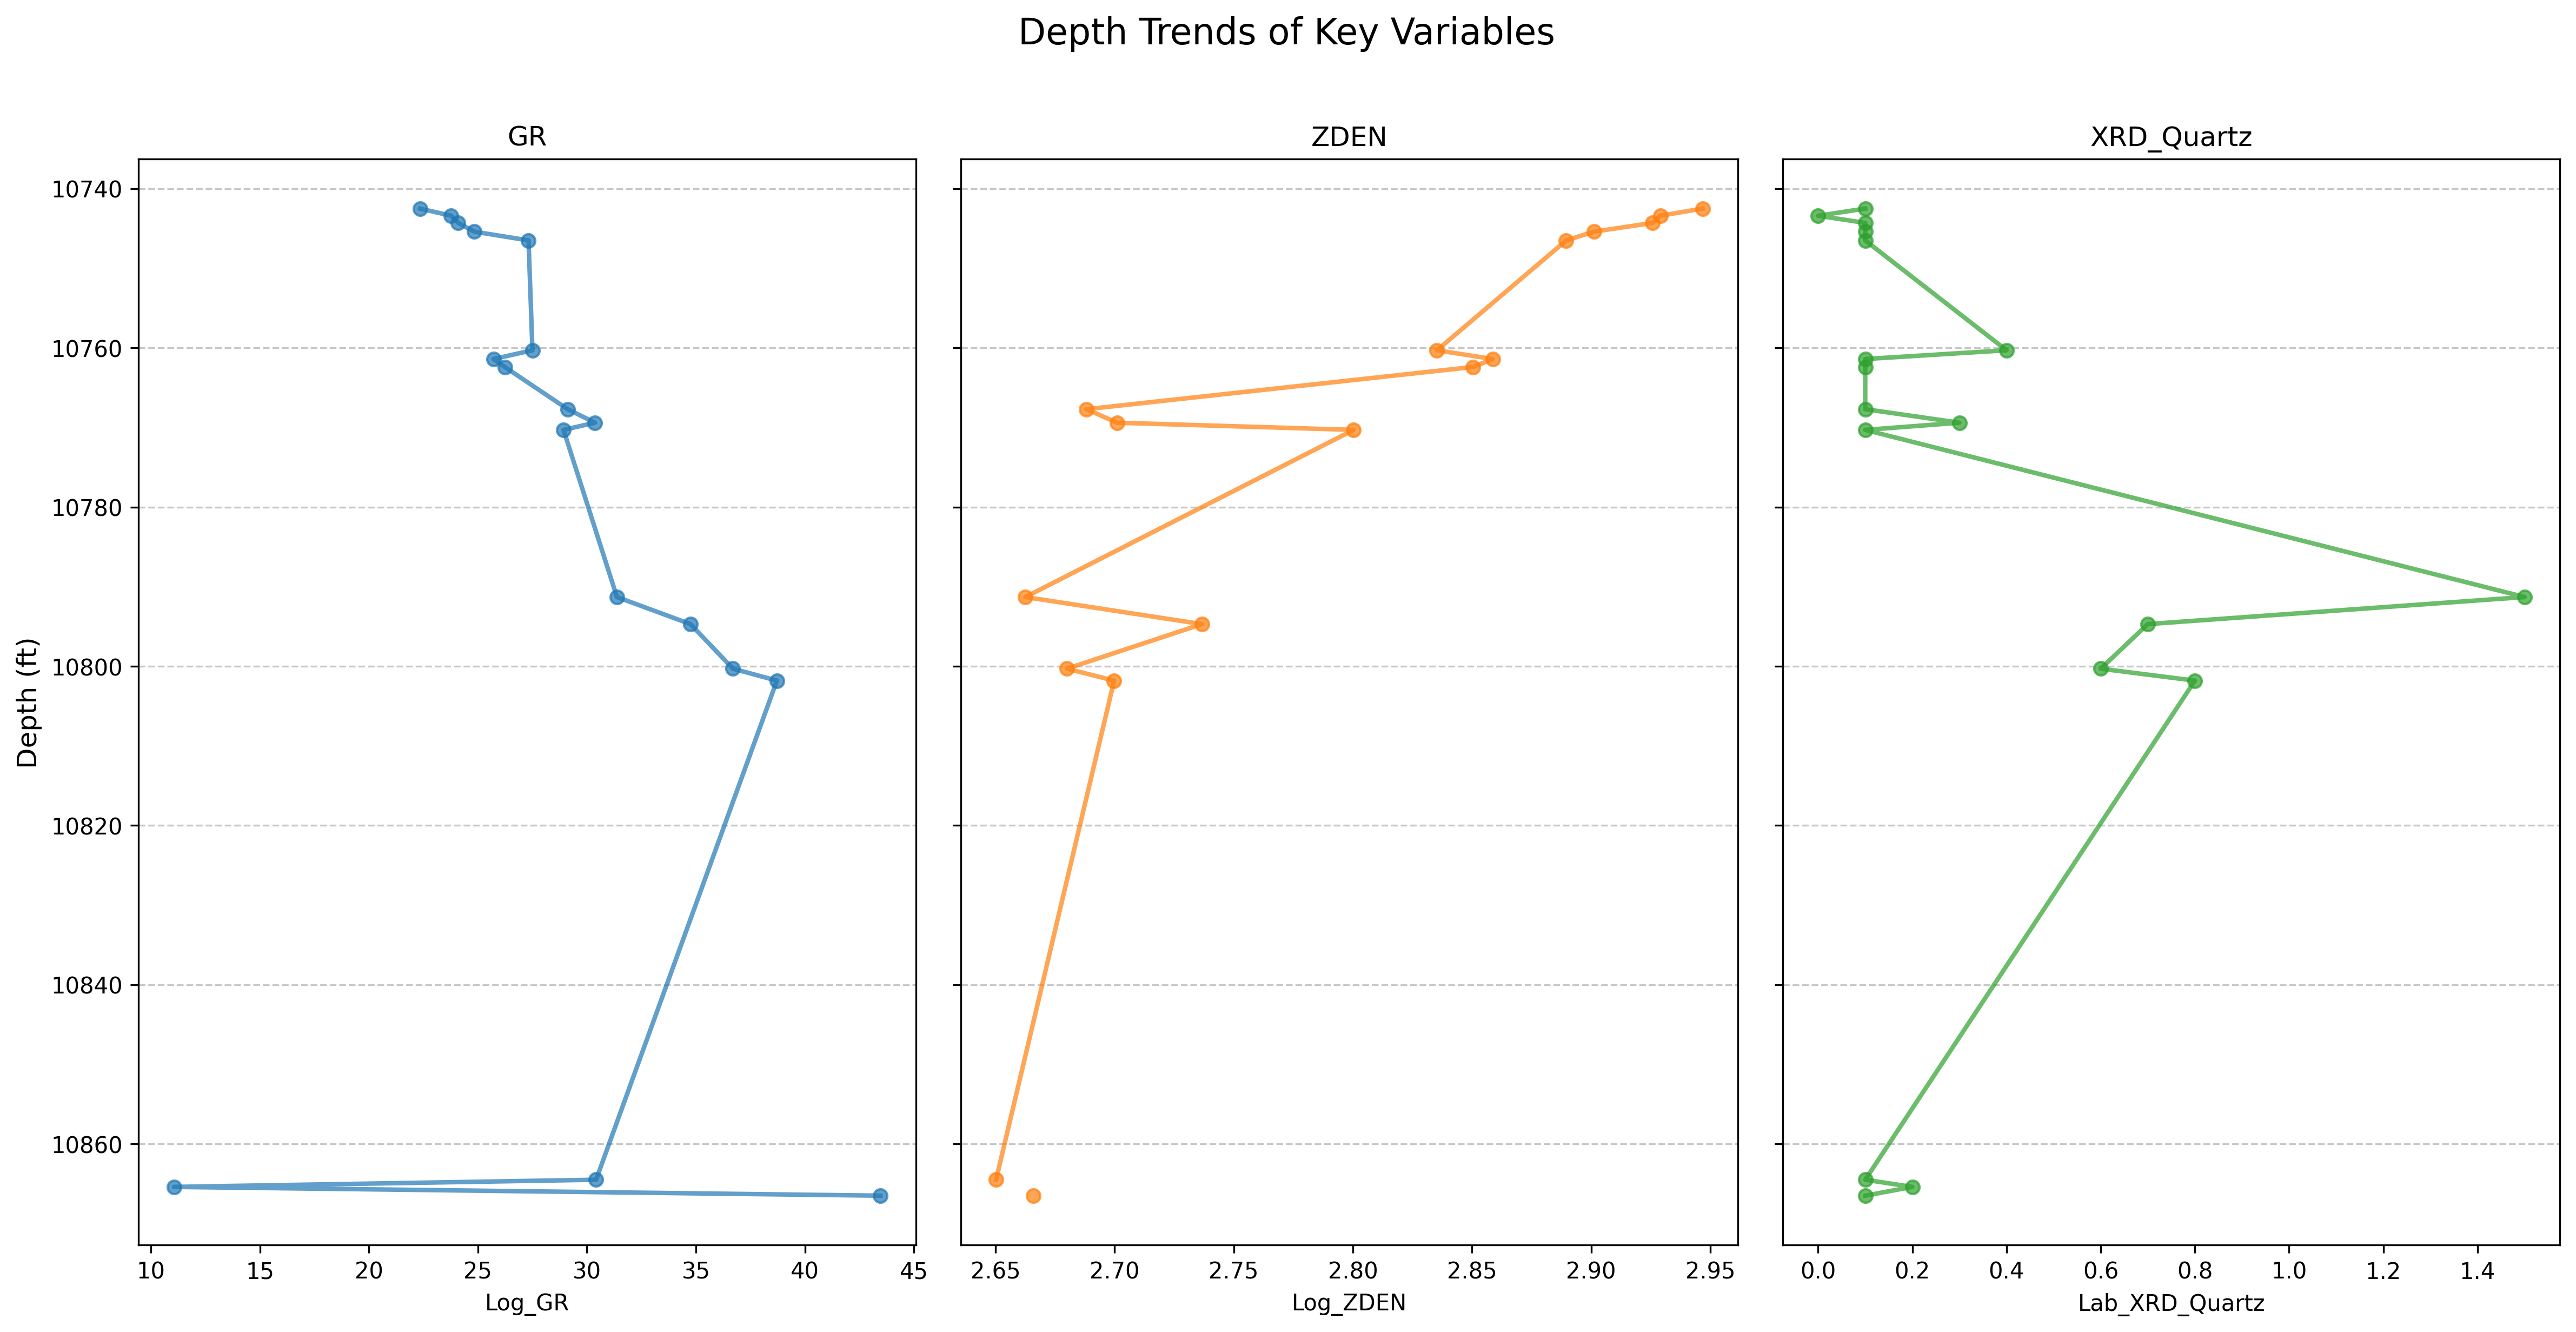 Depth Trends of Key Variables
GR
ZDEN
XRD_Quartz
Depth (ft)
10740
10760
10780
10800
10820
10840
10860
10 15 20 25 30 35 40 45
2.65 2.70 2.75 2.80 2.85 2.90 2.95
0.0 0.2 0.4 0.6 0.8 1.0 1.2 1.4
Log_GR
Log_ZDEN
Lab_XRD_Quartz